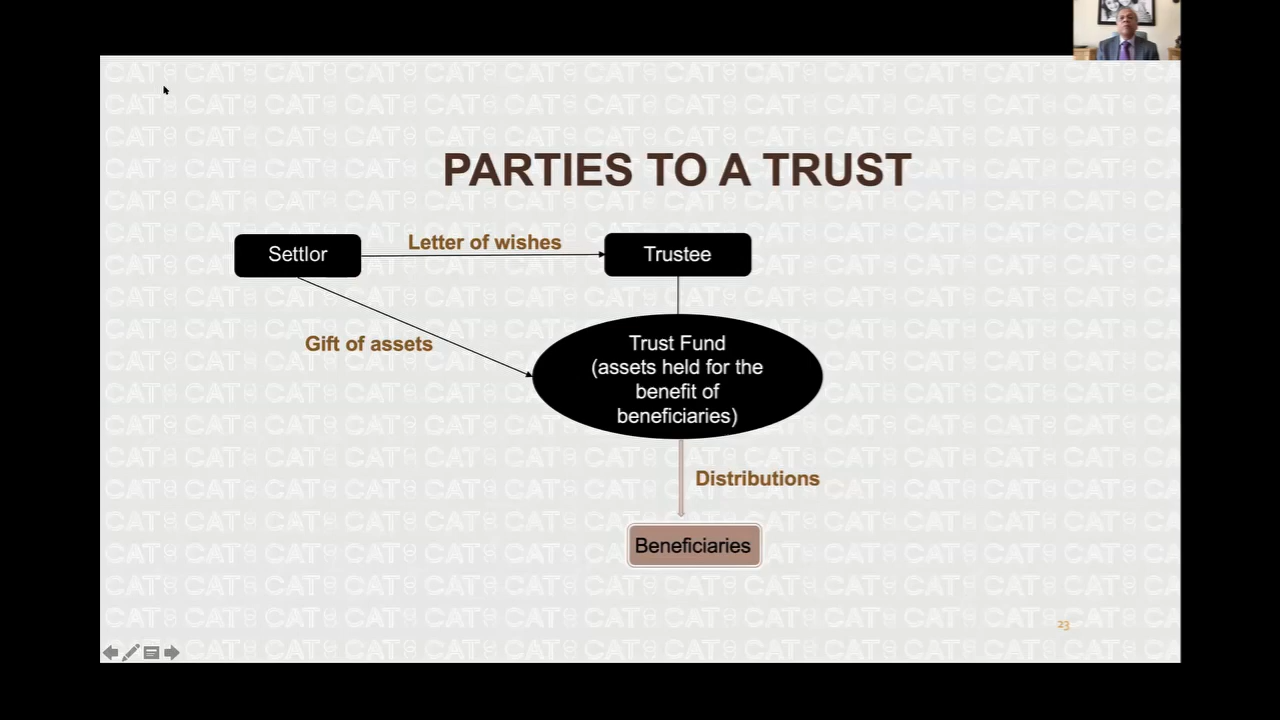 PARTIES TO A TRUST
Settlor
Letter of wishes
Trustee
Gift of assets
Trust Fund
(assets held for the
benefit of
beneficiaries)
Distributions
Beneficiaries
23